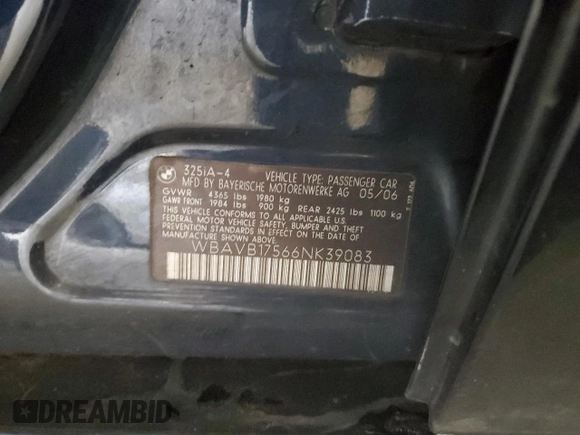 325iA-4 VEHICLE TYPE: PASSENGER CAR
MFD BY BAYERISCHE MOTORENWERKE AG 05/06
GVWR 4365 lbs 1980 kg
GAWR FRONT 1984 lbs 900 kg REAR 2425 lbs 1100 kg
THIS VEHICLE CONFORMS TO ALL APPLICABLE U.S.
FEDERAL MOTOR VEHICLE SAFETY, BUMPER AND THEFT
PREVENTION STANDARDS IN EFFECT ON THE DATE OF
MANUFACTURE SHOWN ABOVE.
WBAVB17566NK39083
DREAMBID